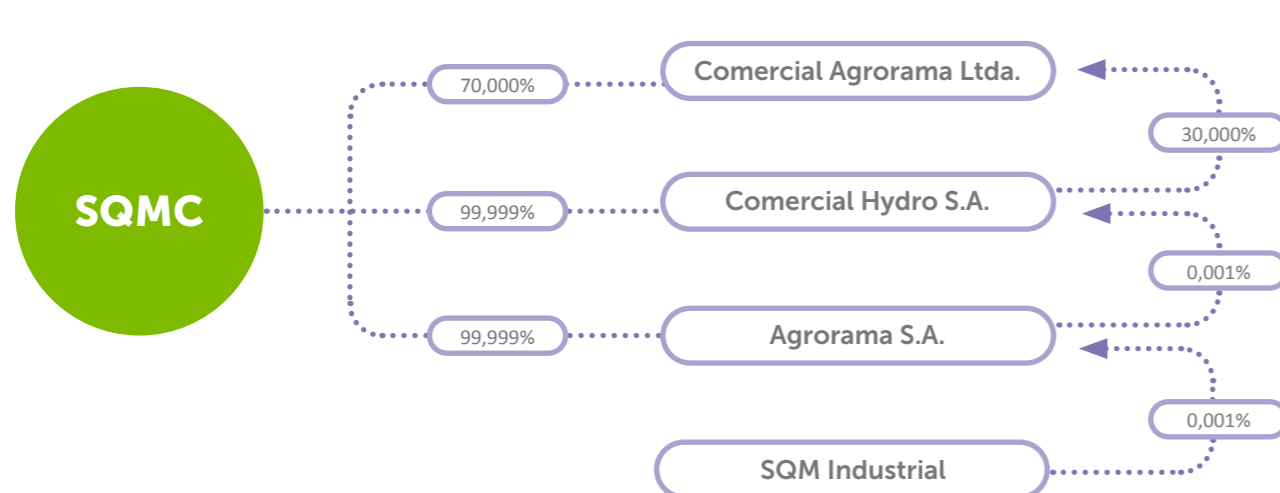 SQMC
70,000%
Comercial Agrorama Ltda.
30,000%
99,999%
Comercial Hydro S.A.
0,001%
99,999%
Agrorama S.A.
0,001%
SQM Industrial